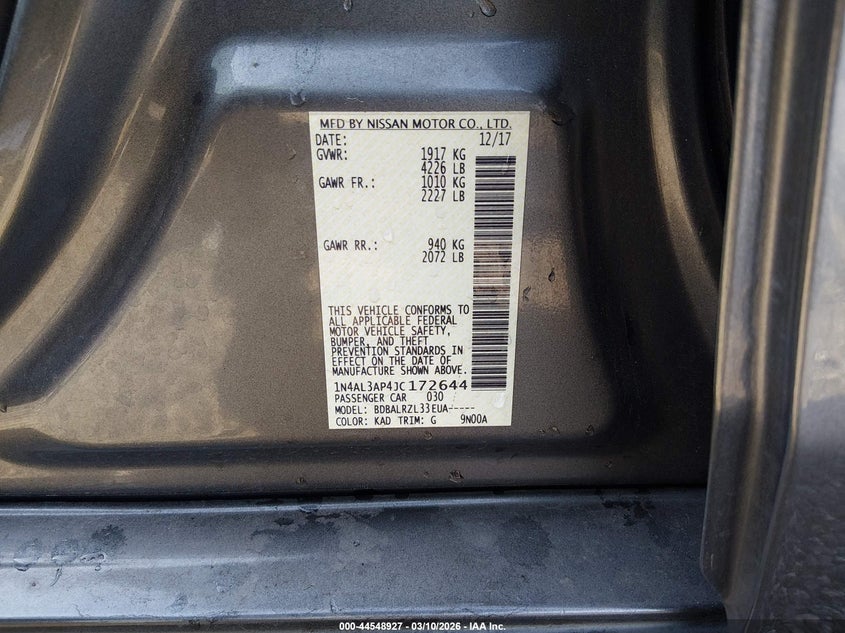 MFD BY NISSAN MOTOR CO., LTD.
DATE: 12/17
GVWR: 1917 KG
4226 LB
GAWR FR.: 1010 KG
2227 LB
GAWR RR.: 940 KG
2072 LB
THIS VEHICLE CONFORMS TO
ALL APPLICABLE FEDERAL
MOTOR VEHICLE SAFETY,
BUMPER, AND THEFT
PREVENTION STANDARDS IN
EFFECT ON THE DATE OF
MANUFACTURE SHOWN ABOVE.
1N4AL3AP4JC172644
PASSENGER CAR 030
MODEL: BDBALRZL33EUA-----
COLOR: KAD TRIM: G 9N00A
000-44548927 - 03/10/2026 - IAA Inc.